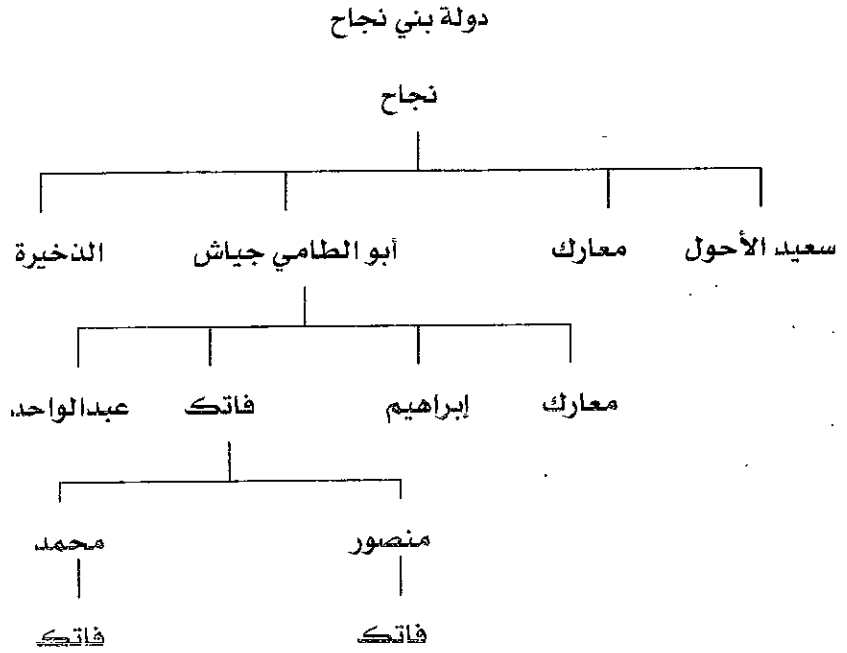 دولة بني نجاح
نجاح
سعيد الأحول معارك أبو الطامي جياش الذخيرة
معارك إبراهيم فاتك عبدالواحد
منصور محمد
فاتك فاتك